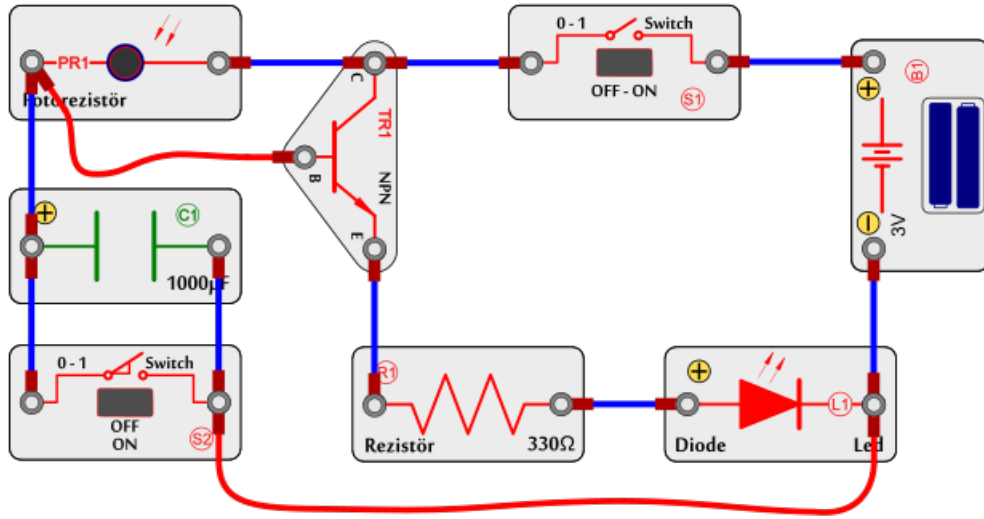 PR1
Fotorezistör
0 - 1 Switch
OFF - ON
S1
B1
+
−
3V
C
TR1
NPN
B
E
+
C1
1000µF
0 - 1 Switch
OFF
ON
S2
R1
Rezistör 330Ω
+
L1
Diode Led